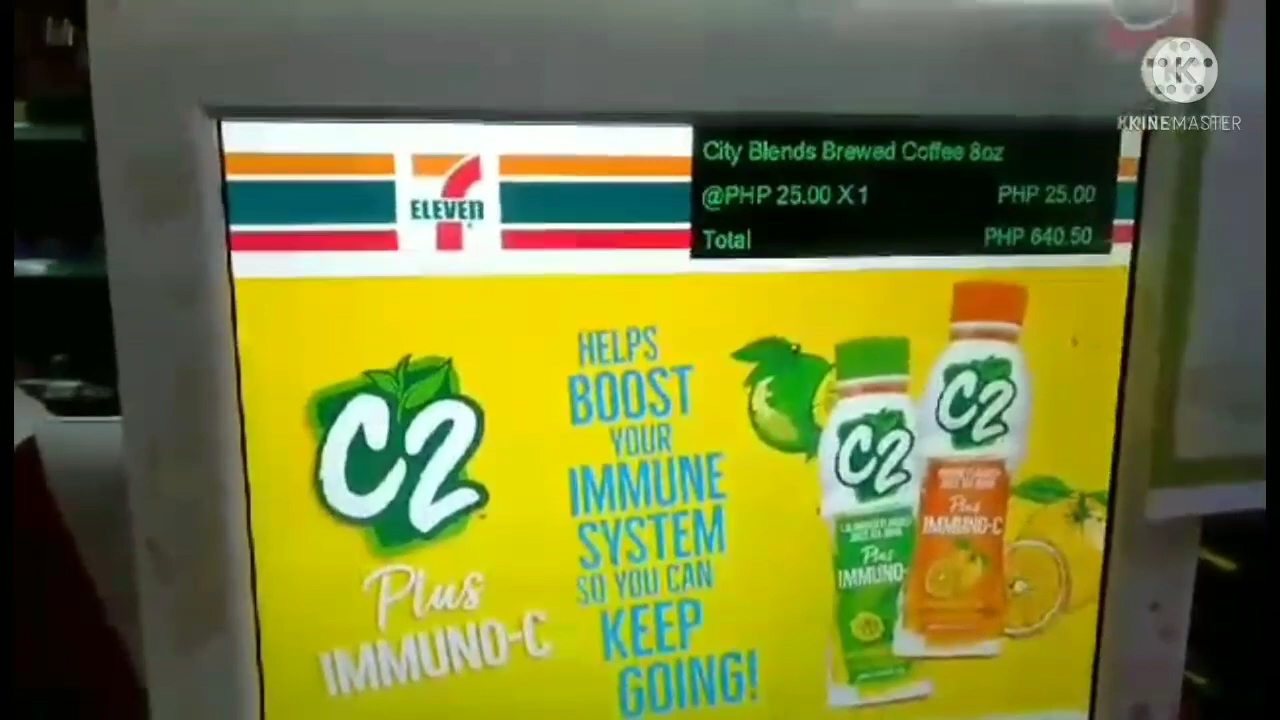 KINEMASTER
City Blends Brewed Coffee 8oz
@PHP 25.00 X 1 PHP 25.00
Total PHP 640.50
7
ELEVEN
C2
Plus
IMMUNO-C
HELPS
BOOST
YOUR
IMMUNE
SYSTEM
SO YOU CAN
KEEP
GOING!
C2
Plus
IMMUNO-
C2
Plus
IMMUNO-C